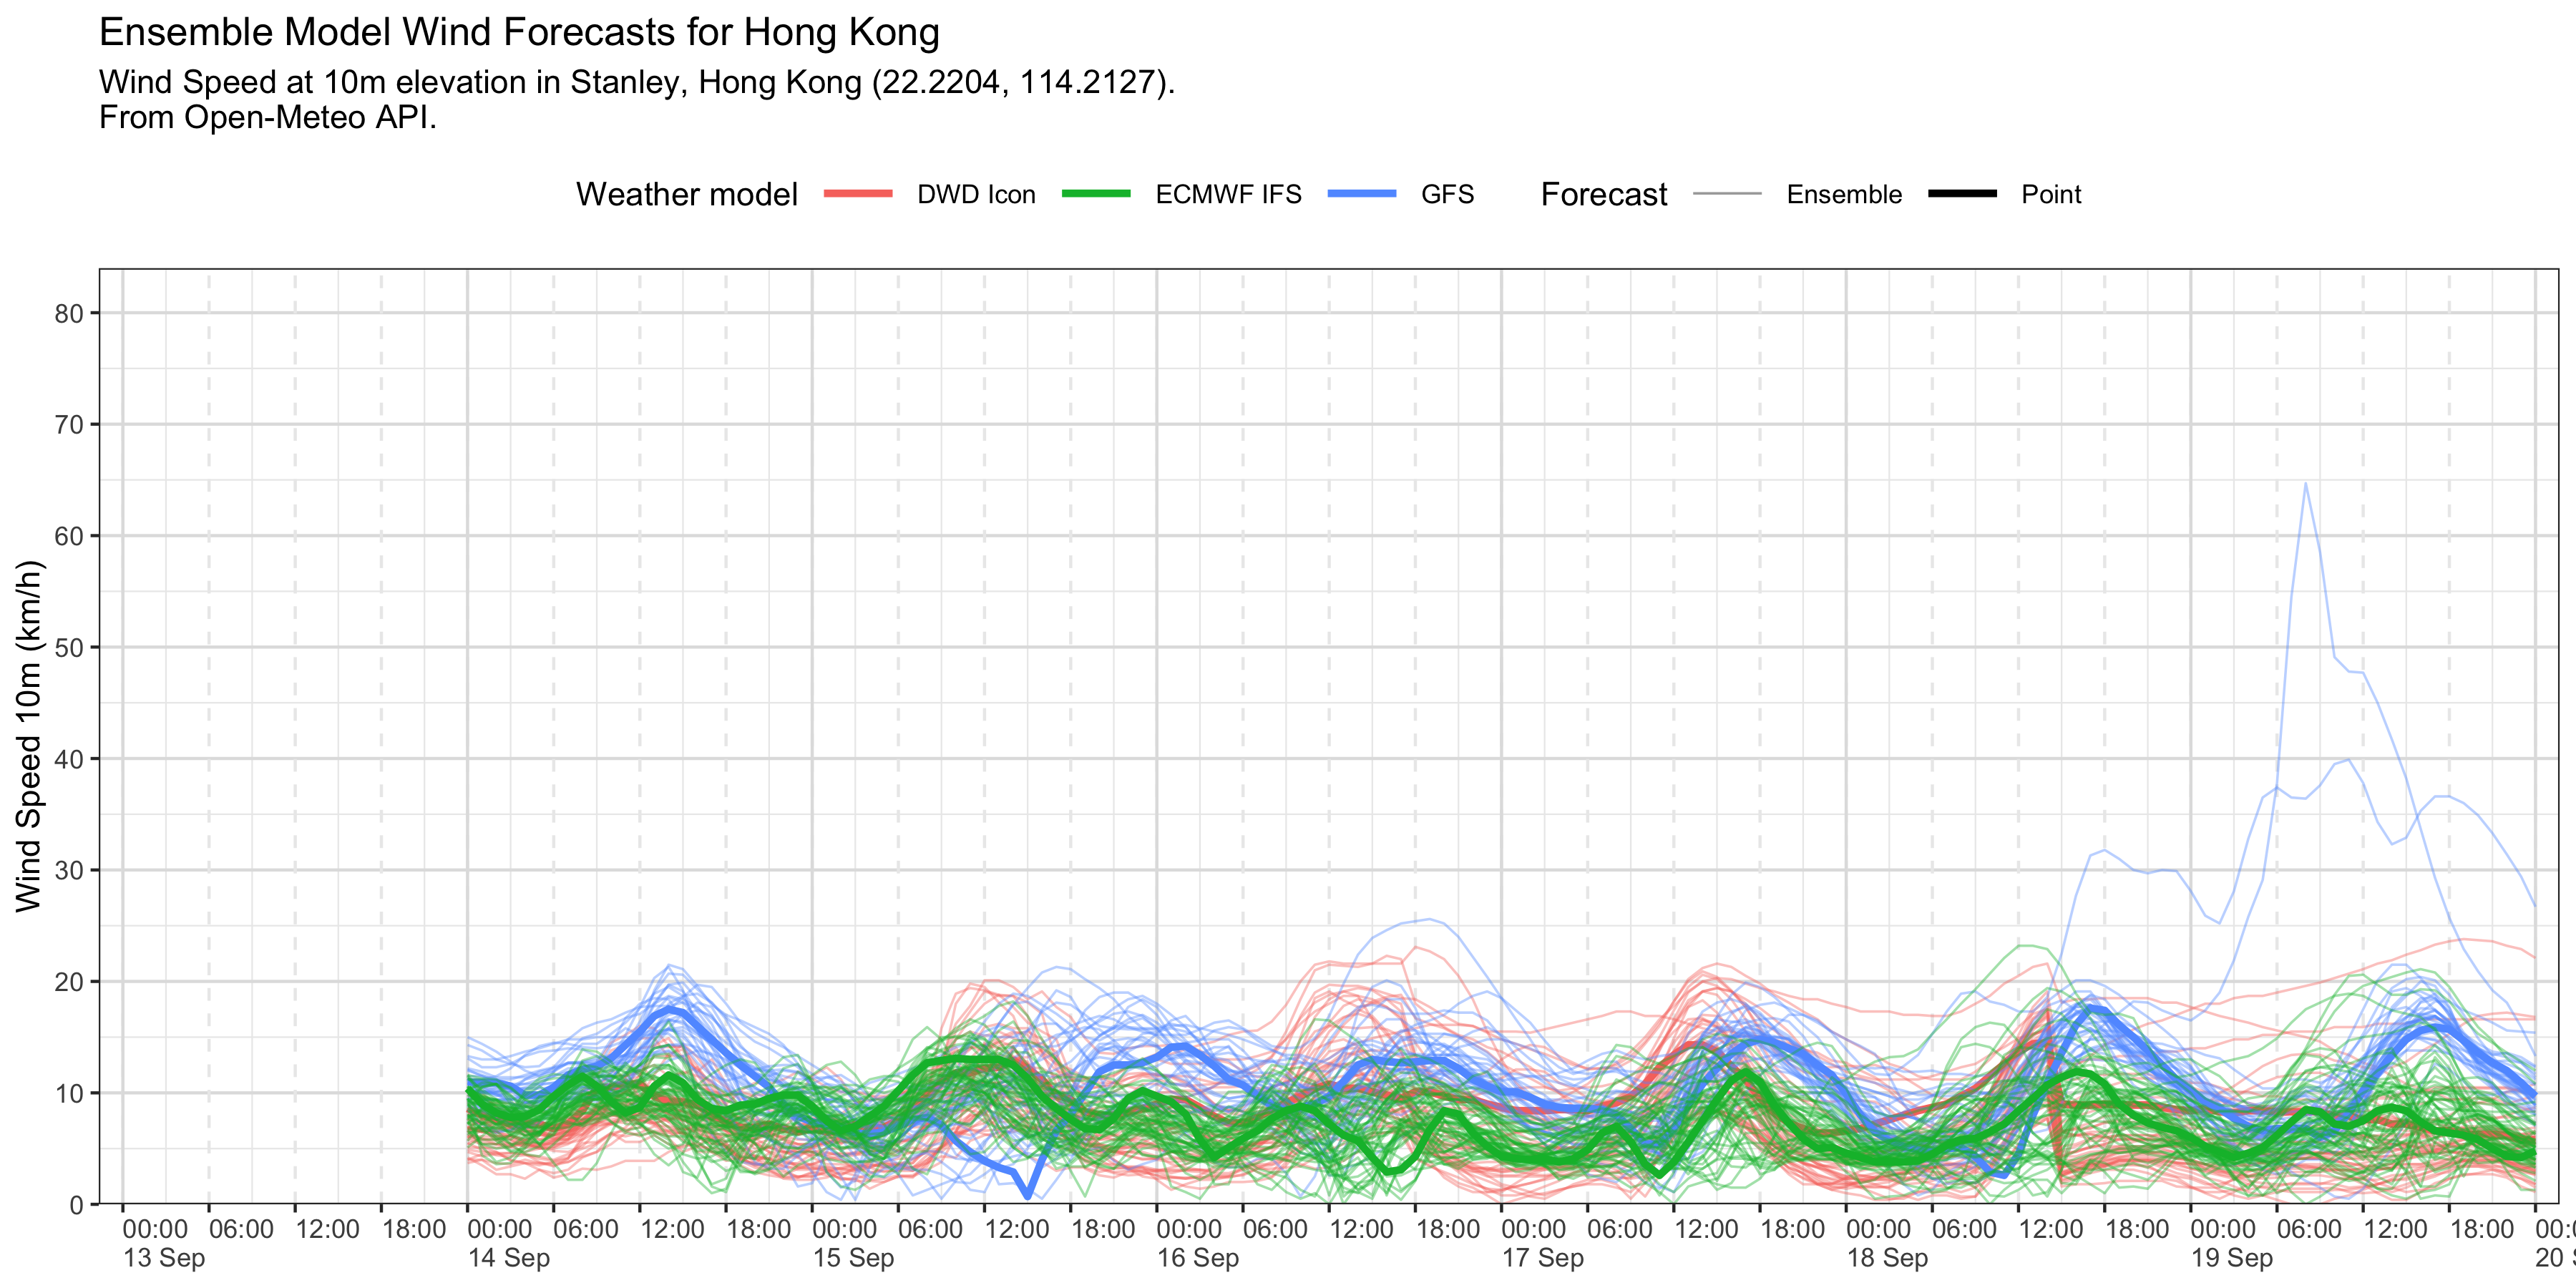 Ensemble Model Wind Forecasts for Hong Kong
Wind Speed at 10m elevation in Stanley, Hong Kong (22.2204, 114.2127).
From Open-Meteo API.
Weather model DWD Icon ECMWF IFS GFS Forecast Ensemble Point
Wind Speed 10m (km/h)
80
70
60
50
40
30
20
10
0
00:00 06:00 12:00 18:00 00:00 06:00 12:00 18:00 00:00 06:00 12:00 18:00 00:00 06:00 12:00 18:00 00:00 06:00 12:00 18:00 00:00 06:00 12:00 18:00 00:00 06:00 12:00 18:00
13 Sep 14 Sep 15 Sep 16 Sep 17 Sep 18 Sep 19 Sep 20